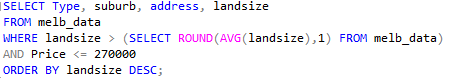 SELECT Type, suburb, address, landsize
FROM melb_data
WHERE landsize > (SELECT ROUND(AVG(landsize),1) FROM melb_data)
AND Price <= 270000
ORDER BY landsize DESC;